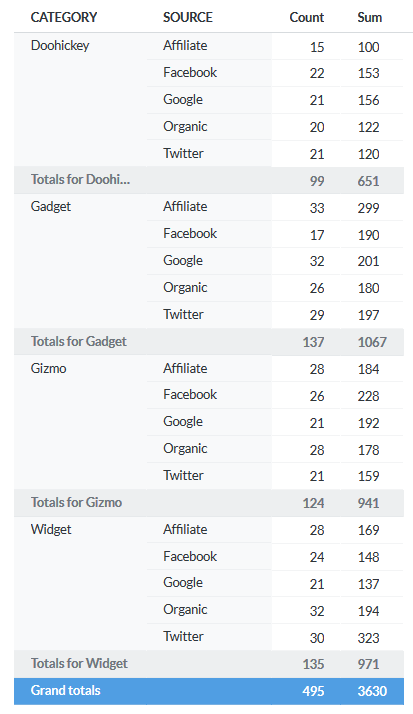 CATEGORY SOURCE Count Sum
Doohickey Affiliate 15 100
Facebook 22 153
Google 21 156
Organic 20 122
Twitter 21 120
Totals for Doohi... 99 651
Gadget Affiliate 33 299
Facebook 17 190
Google 32 201
Organic 26 180
Twitter 29 197
Totals for Gadget 137 1067
Gizmo Affiliate 28 184
Facebook 26 228
Google 21 192
Organic 28 178
Twitter 21 159
Totals for Gizmo 124 941
Widget Affiliate 28 169
Facebook 24 148
Google 21 137
Organic 32 194
Twitter 30 323
Totals for Widget 135 971
Grand totals 495 3630